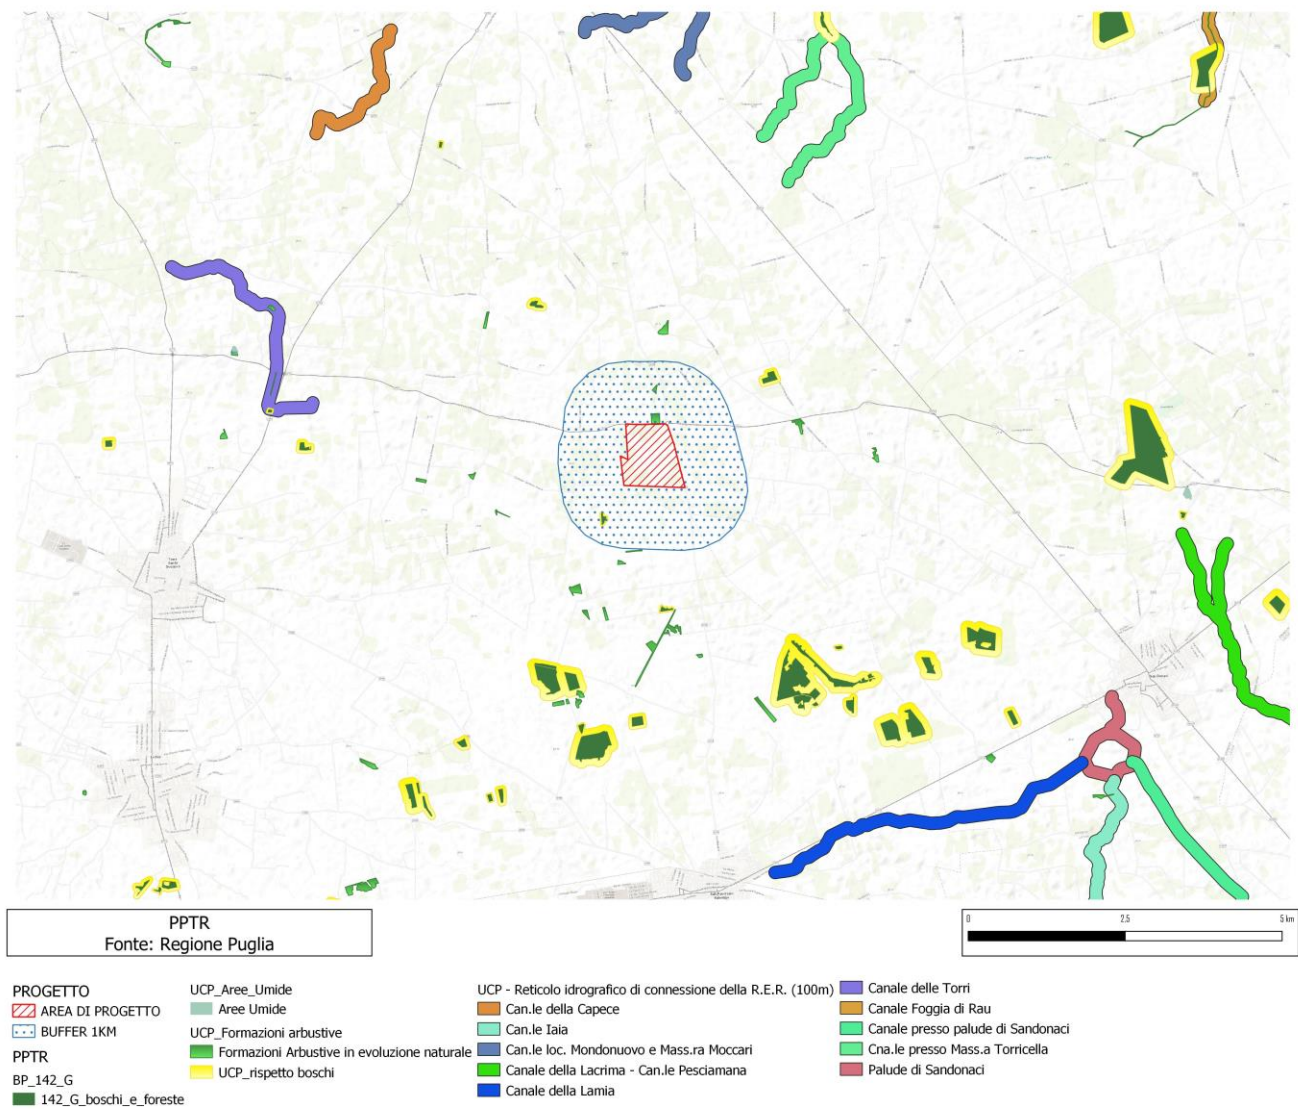 PPTR
Fonte: Regione Puglia
0 2.5 5 km
PROGETTO
AREA DI PROGETTO
BUFFER 1KM
PPTR
BP_142_G
142_G_boschi_e_foreste
UCP_Aree_Umide
Aree Umide
UCP_Formazioni arbustive
Formazioni Arbustive in evoluzione naturale
UCP_rispetto boschi
UCP - Reticolo idrografico di connessione della R.E.R. (100m)
Can.le della Capece
Can.le Iaia
Can.le loc. Mondonuovo e Mass.ra Moccari
Canale della Lacrima - Can.le Pesciamana
Canale della Lamia
Canale delle Torri
Canale Foggia di Rau
Canale presso palude di Sandonaci
Cna.le presso Mass.a Torricella
Palude di Sandonaci